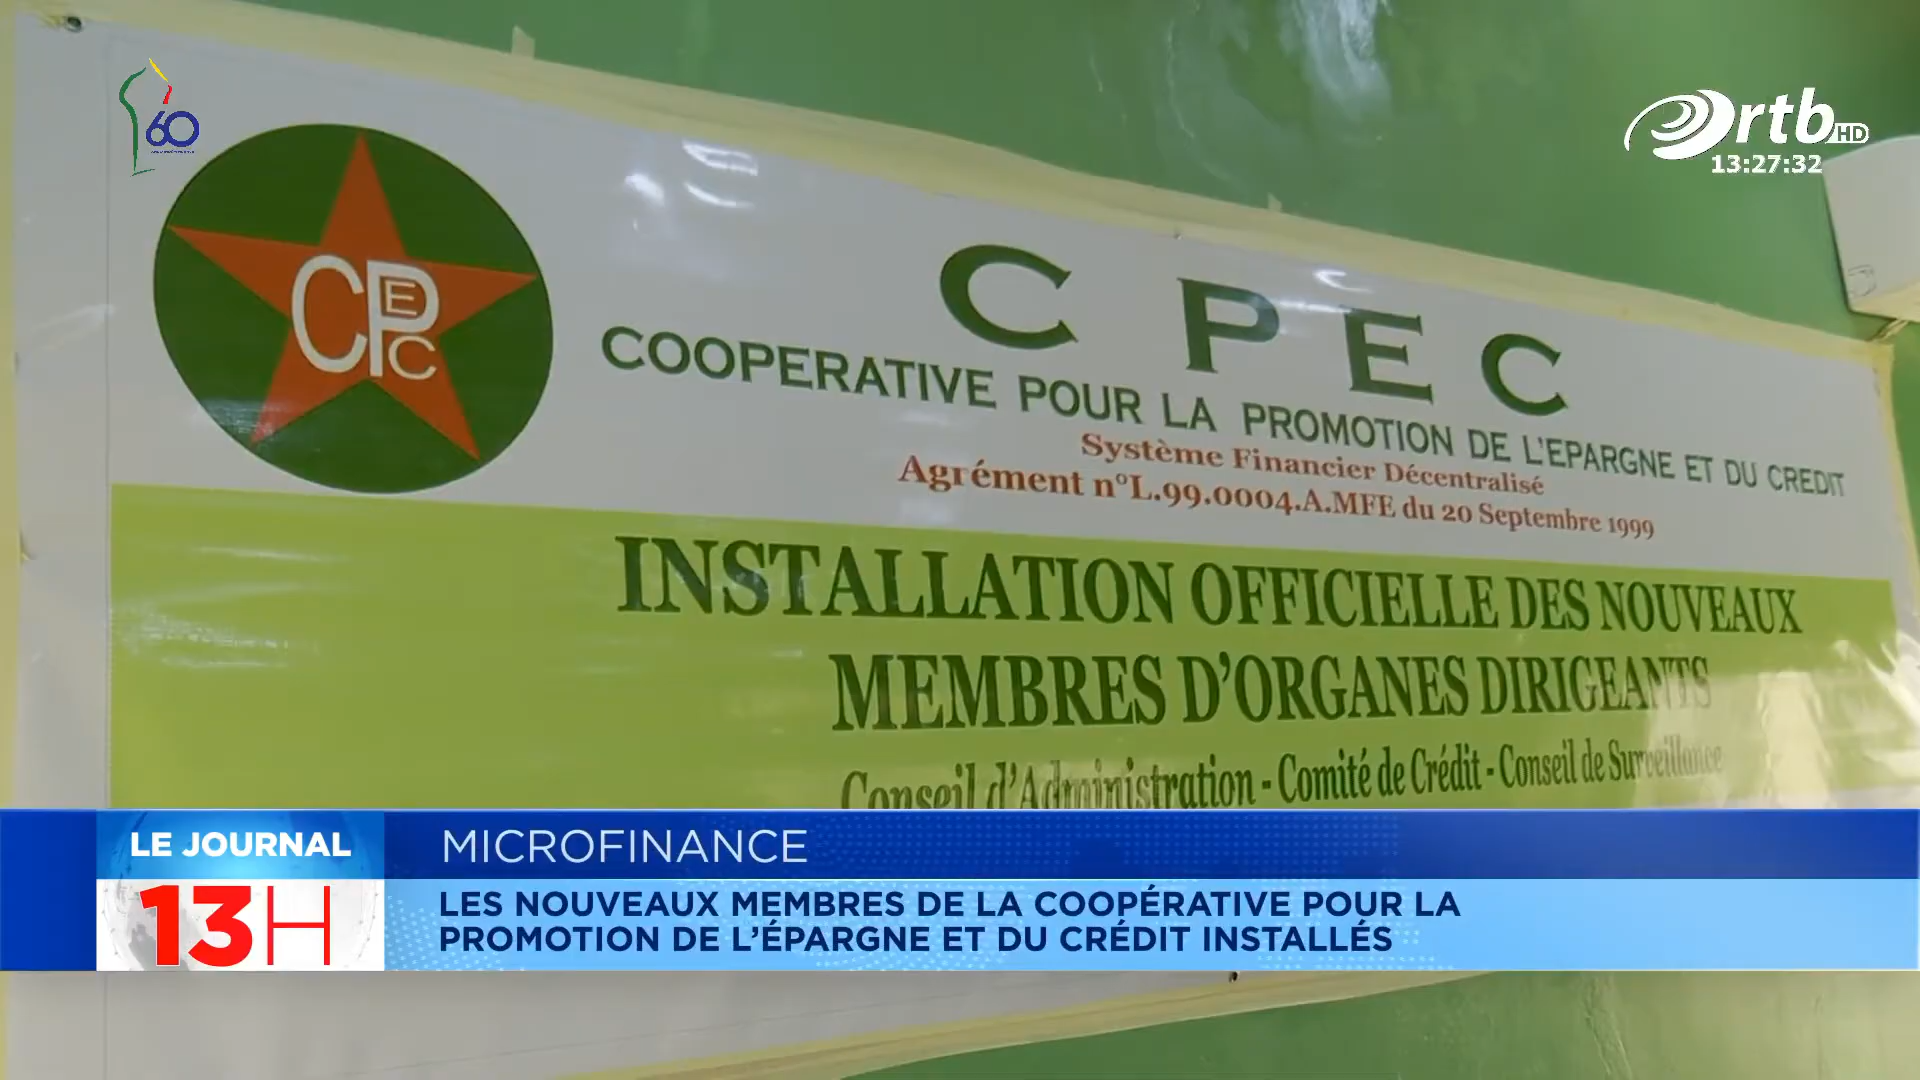 60
ortb HD
13:27:32
CPEC
C P E C
COOPERATIVE POUR LA PROMOTION DE L'EPARGNE ET DU CREDIT
Système Financier Décentralisé
Agrément n°L.99.0004.A.MFE du 20 Septembre 1999
INSTALLATION OFFICIELLE DES NOUVEAUX
MEMBRES D'ORGANES DIRIGEANTS
Conseil d'Administration - Comité de Crédit - Conseil de Surveillance
LE JOURNAL
13H
MICROFINANCE
LES NOUVEAUX MEMBRES DE LA COOPÉRATIVE POUR LA
PROMOTION DE L'ÉPARGNE ET DU CRÉDIT INSTALLÉS